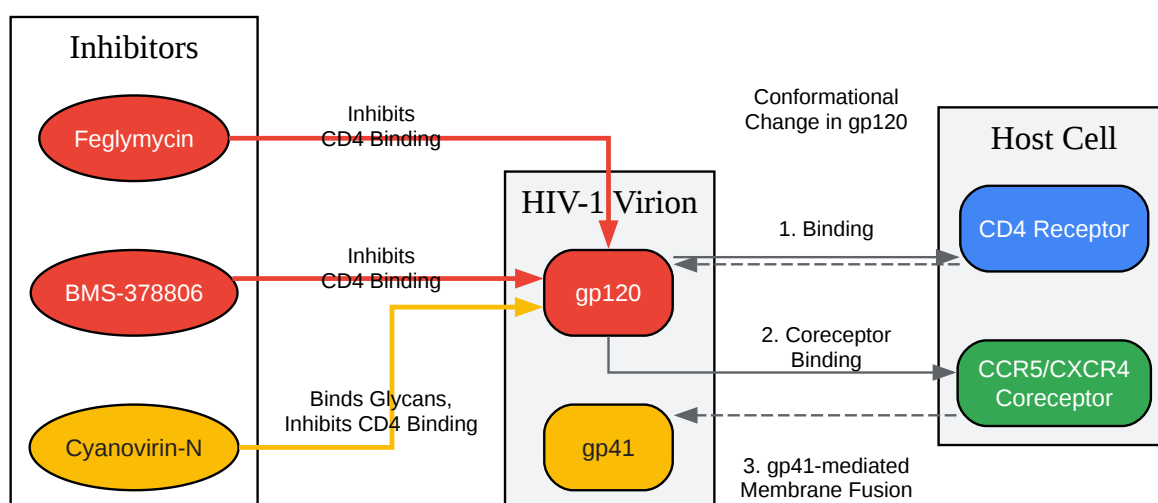 Inhibitors
Feglymycin
BMS-378806
Cyanovirin-N
Inhibits
CD4 Binding
Inhibits
CD4 Binding
Binds Glycans,
Inhibits CD4 Binding
HIV-1 Virion
gp120
gp41
Conformational
Change in gp120
1. Binding
2. Coreceptor
Binding
3. gp41-mediated
Membrane Fusion
Host Cell
CD4 Receptor
CCR5/CXCR4
Coreceptor